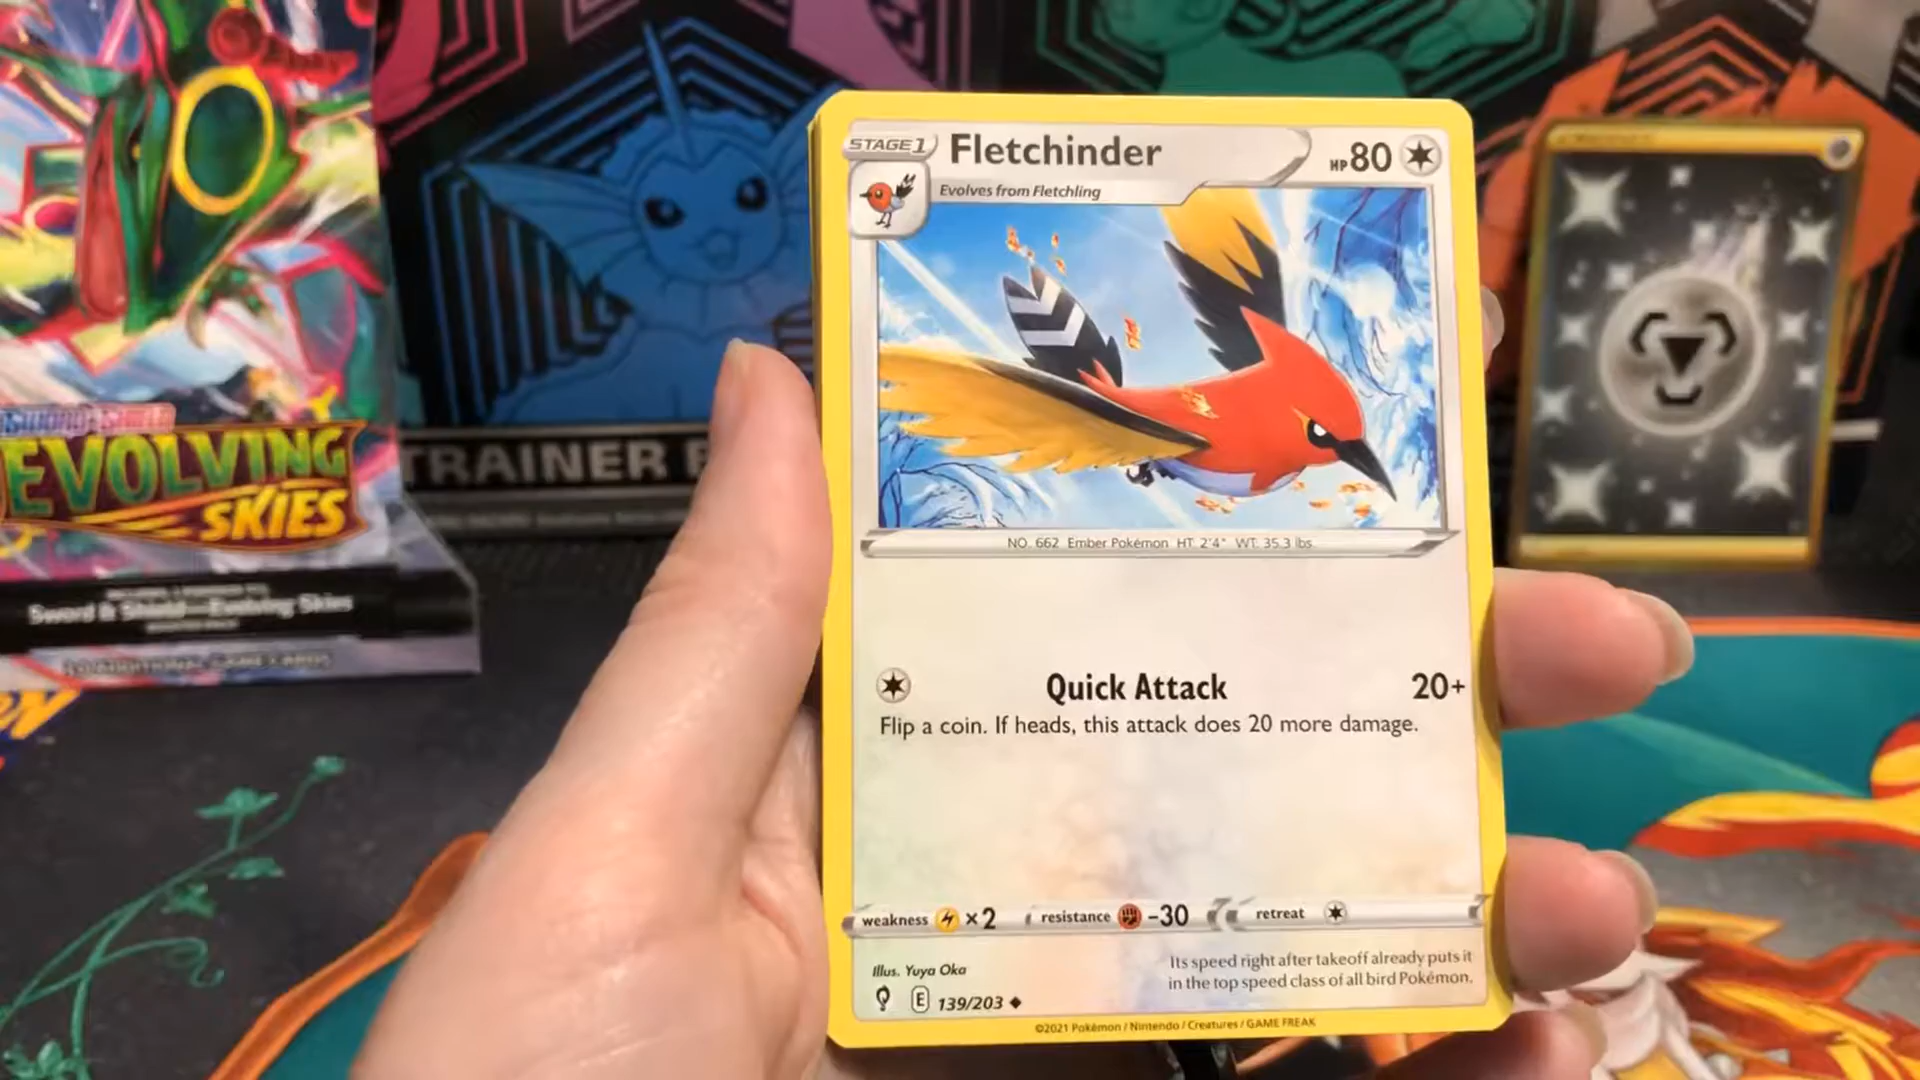 STAGE 1
Fletchinder
HP 80
Evolves from Fletchling
NO. 662 Ember Pokémon HT: 2'4" WT: 35.3 lbs.
Quick Attack 20+
Flip a coin. If heads, this attack does 20 more damage.
weakness ×2 resistance -30 retreat
Illus. Yuya Oka
Its speed right after takeoff already puts it
in the top speed class of all bird Pokémon.
E 139/203
©2021 Pokémon / Nintendo / Creatures / GAME FREAK
EVOLVING
SKIES
Sword & Shield—Evolving Skies
TRAINER